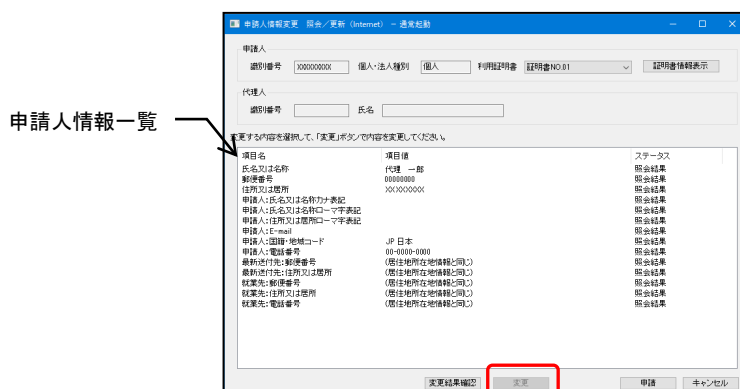 申請人情報変更 照会/更新 (Internet) - 通常起動
申請人
識別番号 XXXXXXXXX 個人・法人種別 個人 利用証明書 証明書NO.01 証明書情報表示
代理人
識別番号 氏名
申請人情報一覧
変更する内容を選択して、「変更」ボタンで内容を変更してください。
項目名 項目値 ステータス
氏名又は名称 代理 一郎 照会結果
郵便番号 00000000 照会結果
住所又は居所 XXXXXXXXX 照会結果
申請人:氏名又は名称カナ表記 照会結果
申請人:氏名又は名称ローマ字表記 照会結果
申請人:住所又は居所ローマ字表記 照会結果
申請人:E-mail 照会結果
申請人:国籍・地域コード JP 日本 照会結果
申請人:電話番号 00-0000-0000 照会結果
最新送付先:郵便番号 (居住地所在地情報と同じ) 照会結果
最新送付先:住所又は居所 (居住地所在地情報と同じ) 照会結果
就業先:郵便番号 (居住地所在地情報と同じ) 照会結果
就業先:住所又は居所 (居住地所在地情報と同じ) 照会結果
就業先:電話番号 (居住地所在地情報と同じ) 照会結果
変更結果確認 変更 申請 キャンセル